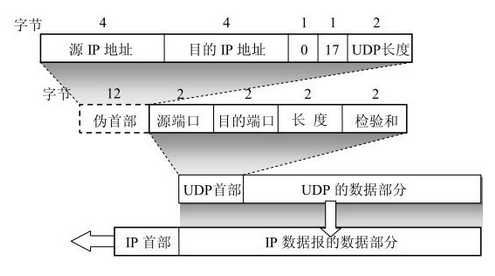 字节 4 4 1 1 2
源 IP 地址 目的 IP 地址 0 17 UDP长度
字节 12 2 2 2 2
伪首部 源端口 目的端口 长 度 检验和
UDP首部 UDP 的数据部分
IP 首部 IP 数据报的数据部分